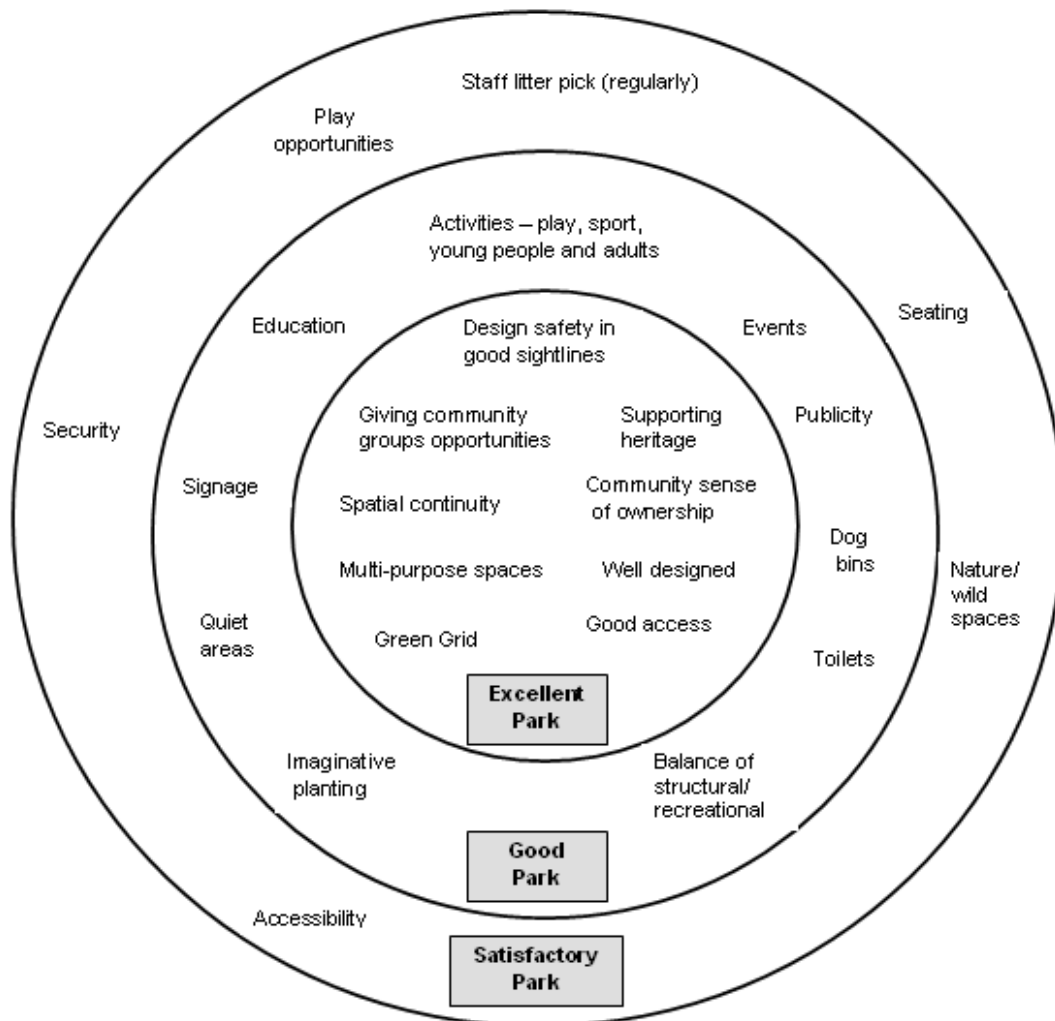 Staff litter pick (regularly)
Play
opportunities
Activities – play, sport,
young people and adults
Education
Design safety in
good sightlines
Events
Seating
Security
Giving community
groups opportunities
Supporting
heritage
Publicity
Signage
Spatial continuity
Community sense
of ownership
Dog
bins
Multi-purpose spaces
Well designed
Nature/
wild
spaces
Quiet
areas
Green Grid
Good access
Toilets
Excellent
Park
Imaginative
planting
Balance of
structural/
recreational
Good
Park
Accessibility
Satisfactory
Park